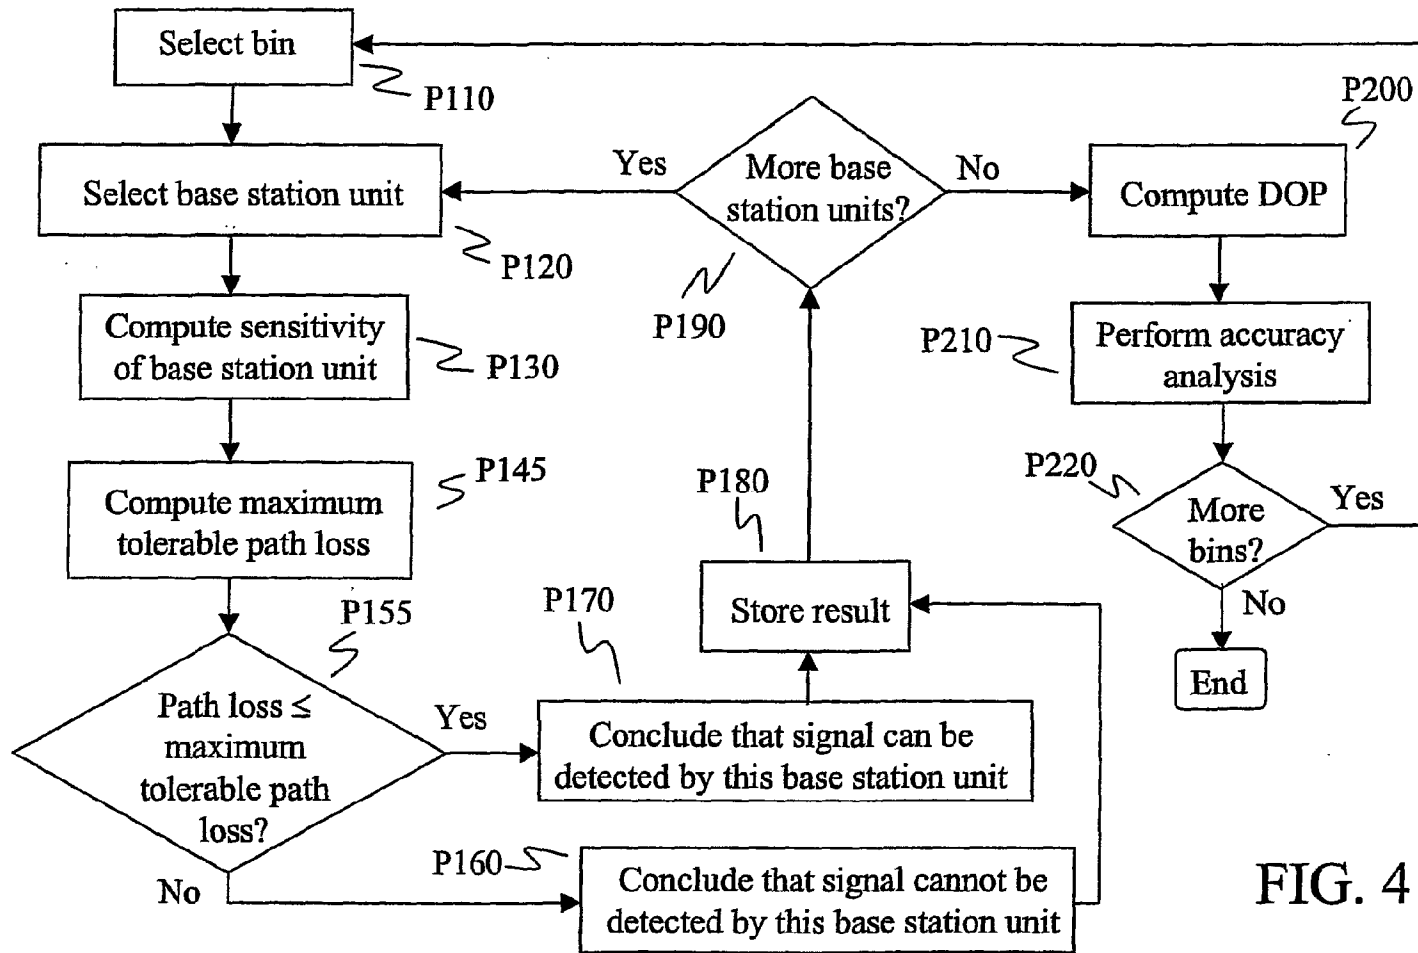 Select bin
P110
Select base station unit
P120
Compute sensitivity
of base station unit
P130
Compute maximum
tolerable path loss
P145
P155
Path loss ≤
maximum
tolerable path
loss?
Yes
No
P170
Conclude that signal can be
detected by this base station unit
P160
Conclude that signal cannot be
detected by this base station unit
P180
Store result
More base
station units?
P190
Yes
No
P200
Compute DOP
P210
Perform accuracy
analysis
P220
More
bins?
Yes
No
End
FIG. 4